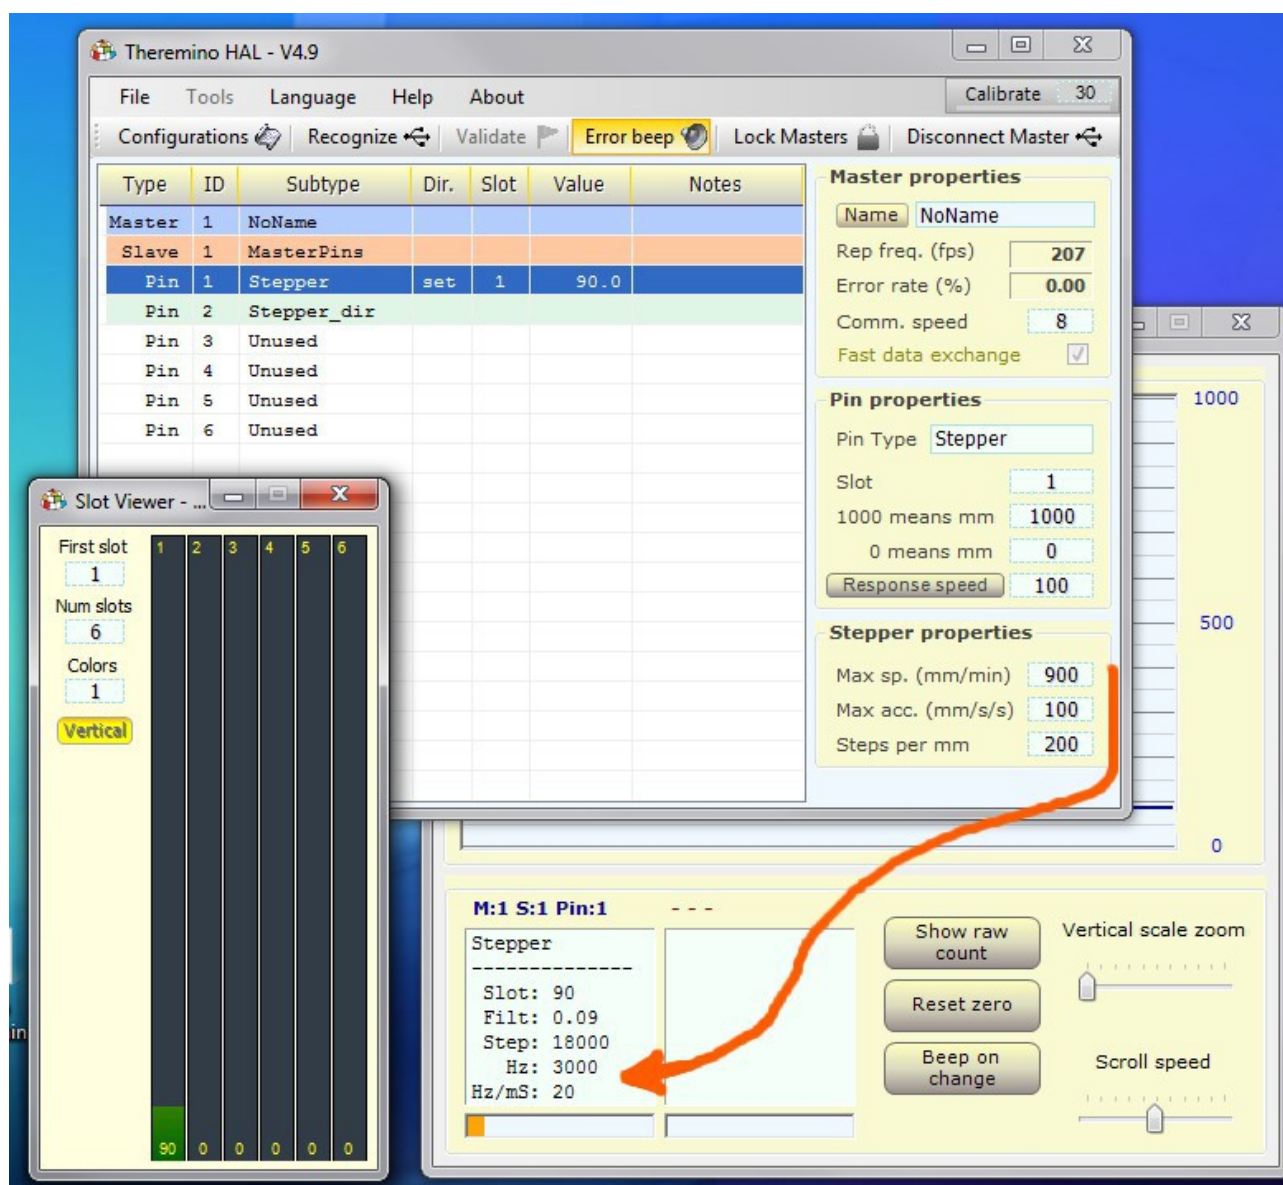 Theremino HAL - V4.9
File Tools Language Help About
Calibrate 30
Configurations Recognize Validate Error beep Lock Masters Disconnect Master
Type ID Subtype Dir. Slot Value Notes
Master 1 NoName
Slave 1 MasterPins
Pin 1 Stepper set 1 90.0
Pin 2 Stepper_dir
Pin 3 Unused
Pin 4 Unused
Pin 5 Unused
Pin 6 Unused
Master properties
Name NoName
Rep freq. (fps) 207
Error rate (%) 0.00
Comm. speed 8
Fast data exchange
Pin properties
Pin Type Stepper
Slot 1
1000 means mm 1000
0 means mm 0
Response speed 100
Stepper properties
Max sp. (mm/min) 900
Max acc. (mm/s/s) 100
Steps per mm 200
Slot Viewer - ...
First slot
1
Num slots
6
Colors
1
Vertical
1 2 3 4 5 6
90 0 0 0 0 0
1000
500
0
M:1 S:1 Pin:1
- - -
Stepper
--------------
Slot: 90
Filt: 0.09
Step: 18000
Hz: 3000
Hz/mS: 20
Show raw
count
Reset zero
Beep on
change
Vertical scale zoom
Scroll speed
in